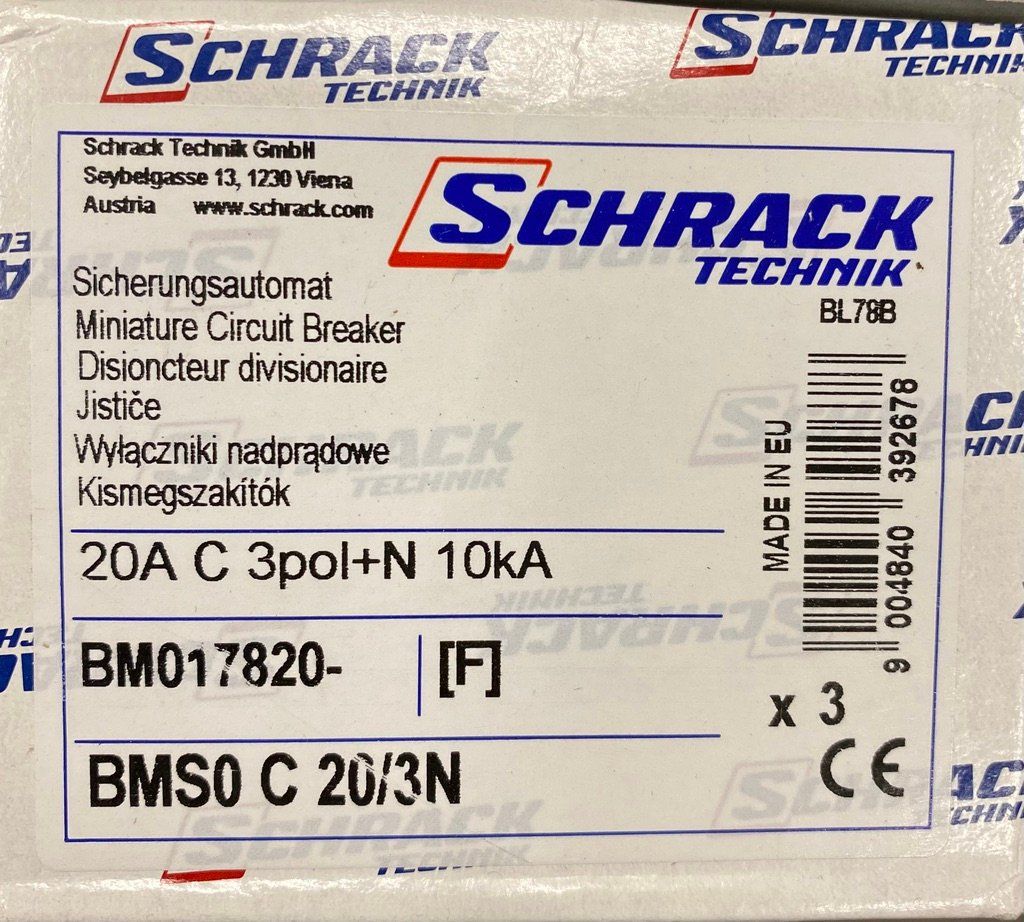 SCHRACK
TECHNIK
SCHRACK
TECHNIK
Schrack Technik GmbH
Seybelgasse 13, 1230 Viena
Austria www.schrack.com
SCHRACK
TECHNIK
BL78B
Sicherungsautomat
Miniature Circuit Breaker
Disioncteur divisionaire
Jističe
Wyłączniki nadprądowe
Kismegszakítók
MADE IN EU
9 004840 392678
20A C 3pol+N 10kA
BM017820- [F]
x 3
BMS0 C 20/3N
CE